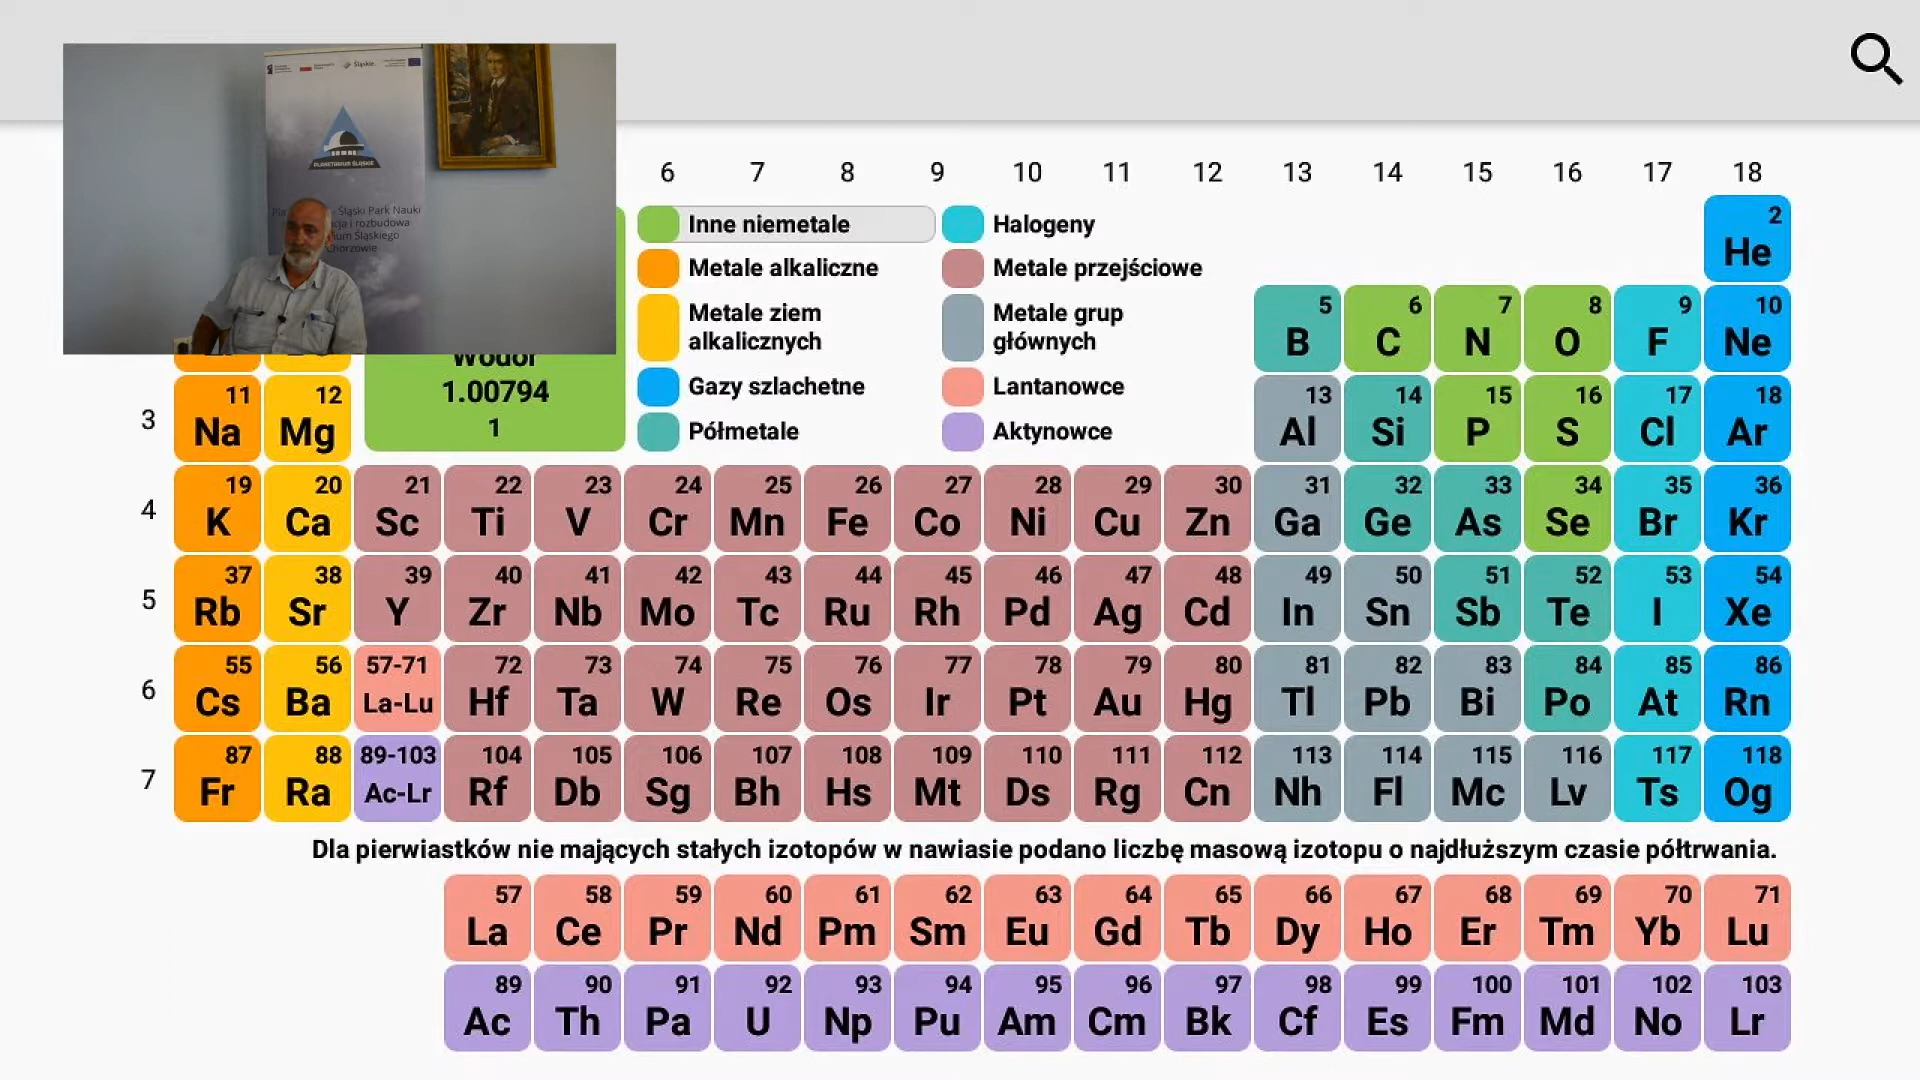 Śląskie.
PLANETARIUM ŚLĄSKIE
Śląski Park Nauki
i rozbudowa
Śląskiego
Chorzowie
6 7 8 9 10 11 12 13 14 15 16 17 18
Inne niemetale
Metale alkaliczne
Metale ziem
alkalicznych
Gazy szlachetne
Półmetale
Halogeny
Metale przejściowe
Metale grup
głównych
Lantanowce
Aktynowce
Wodór
1.00794
1
2
He
5 6 7 8 9 10
B C N O F Ne
11 12 13 14 15 16 17 18
3 Na Mg Al Si P S Cl Ar
19 20 21 22 23 24 25 26 27 28 29 30 31 32 33 34 35 36
4 K Ca Sc Ti V Cr Mn Fe Co Ni Cu Zn Ga Ge As Se Br Kr
37 38 39 40 41 42 43 44 45 46 47 48 49 50 51 52 53 54
5 Rb Sr Y Zr Nb Mo Tc Ru Rh Pd Ag Cd In Sn Sb Te I Xe
55 56 57-71 72 73 74 75 76 77 78 79 80 81 82 83 84 85 86
6 Cs Ba La-Lu Hf Ta W Re Os Ir Pt Au Hg Tl Pb Bi Po At Rn
87 88 89-103 104 105 106 107 108 109 110 111 112 113 114 115 116 117 118
7 Fr Ra Ac-Lr Rf Db Sg Bh Hs Mt Ds Rg Cn Nh Fl Mc Lv Ts Og
Dla pierwiastków nie mających stałych izotopów w nawiasie podano liczbę masową izotopu o najdłuższym czasie półtrwania.
57 58 59 60 61 62 63 64 65 66 67 68 69 70 71
La Ce Pr Nd Pm Sm Eu Gd Tb Dy Ho Er Tm Yb Lu
89 90 91 92 93 94 95 96 97 98 99 100 101 102 103
Ac Th Pa U Np Pu Am Cm Bk Cf Es Fm Md No Lr